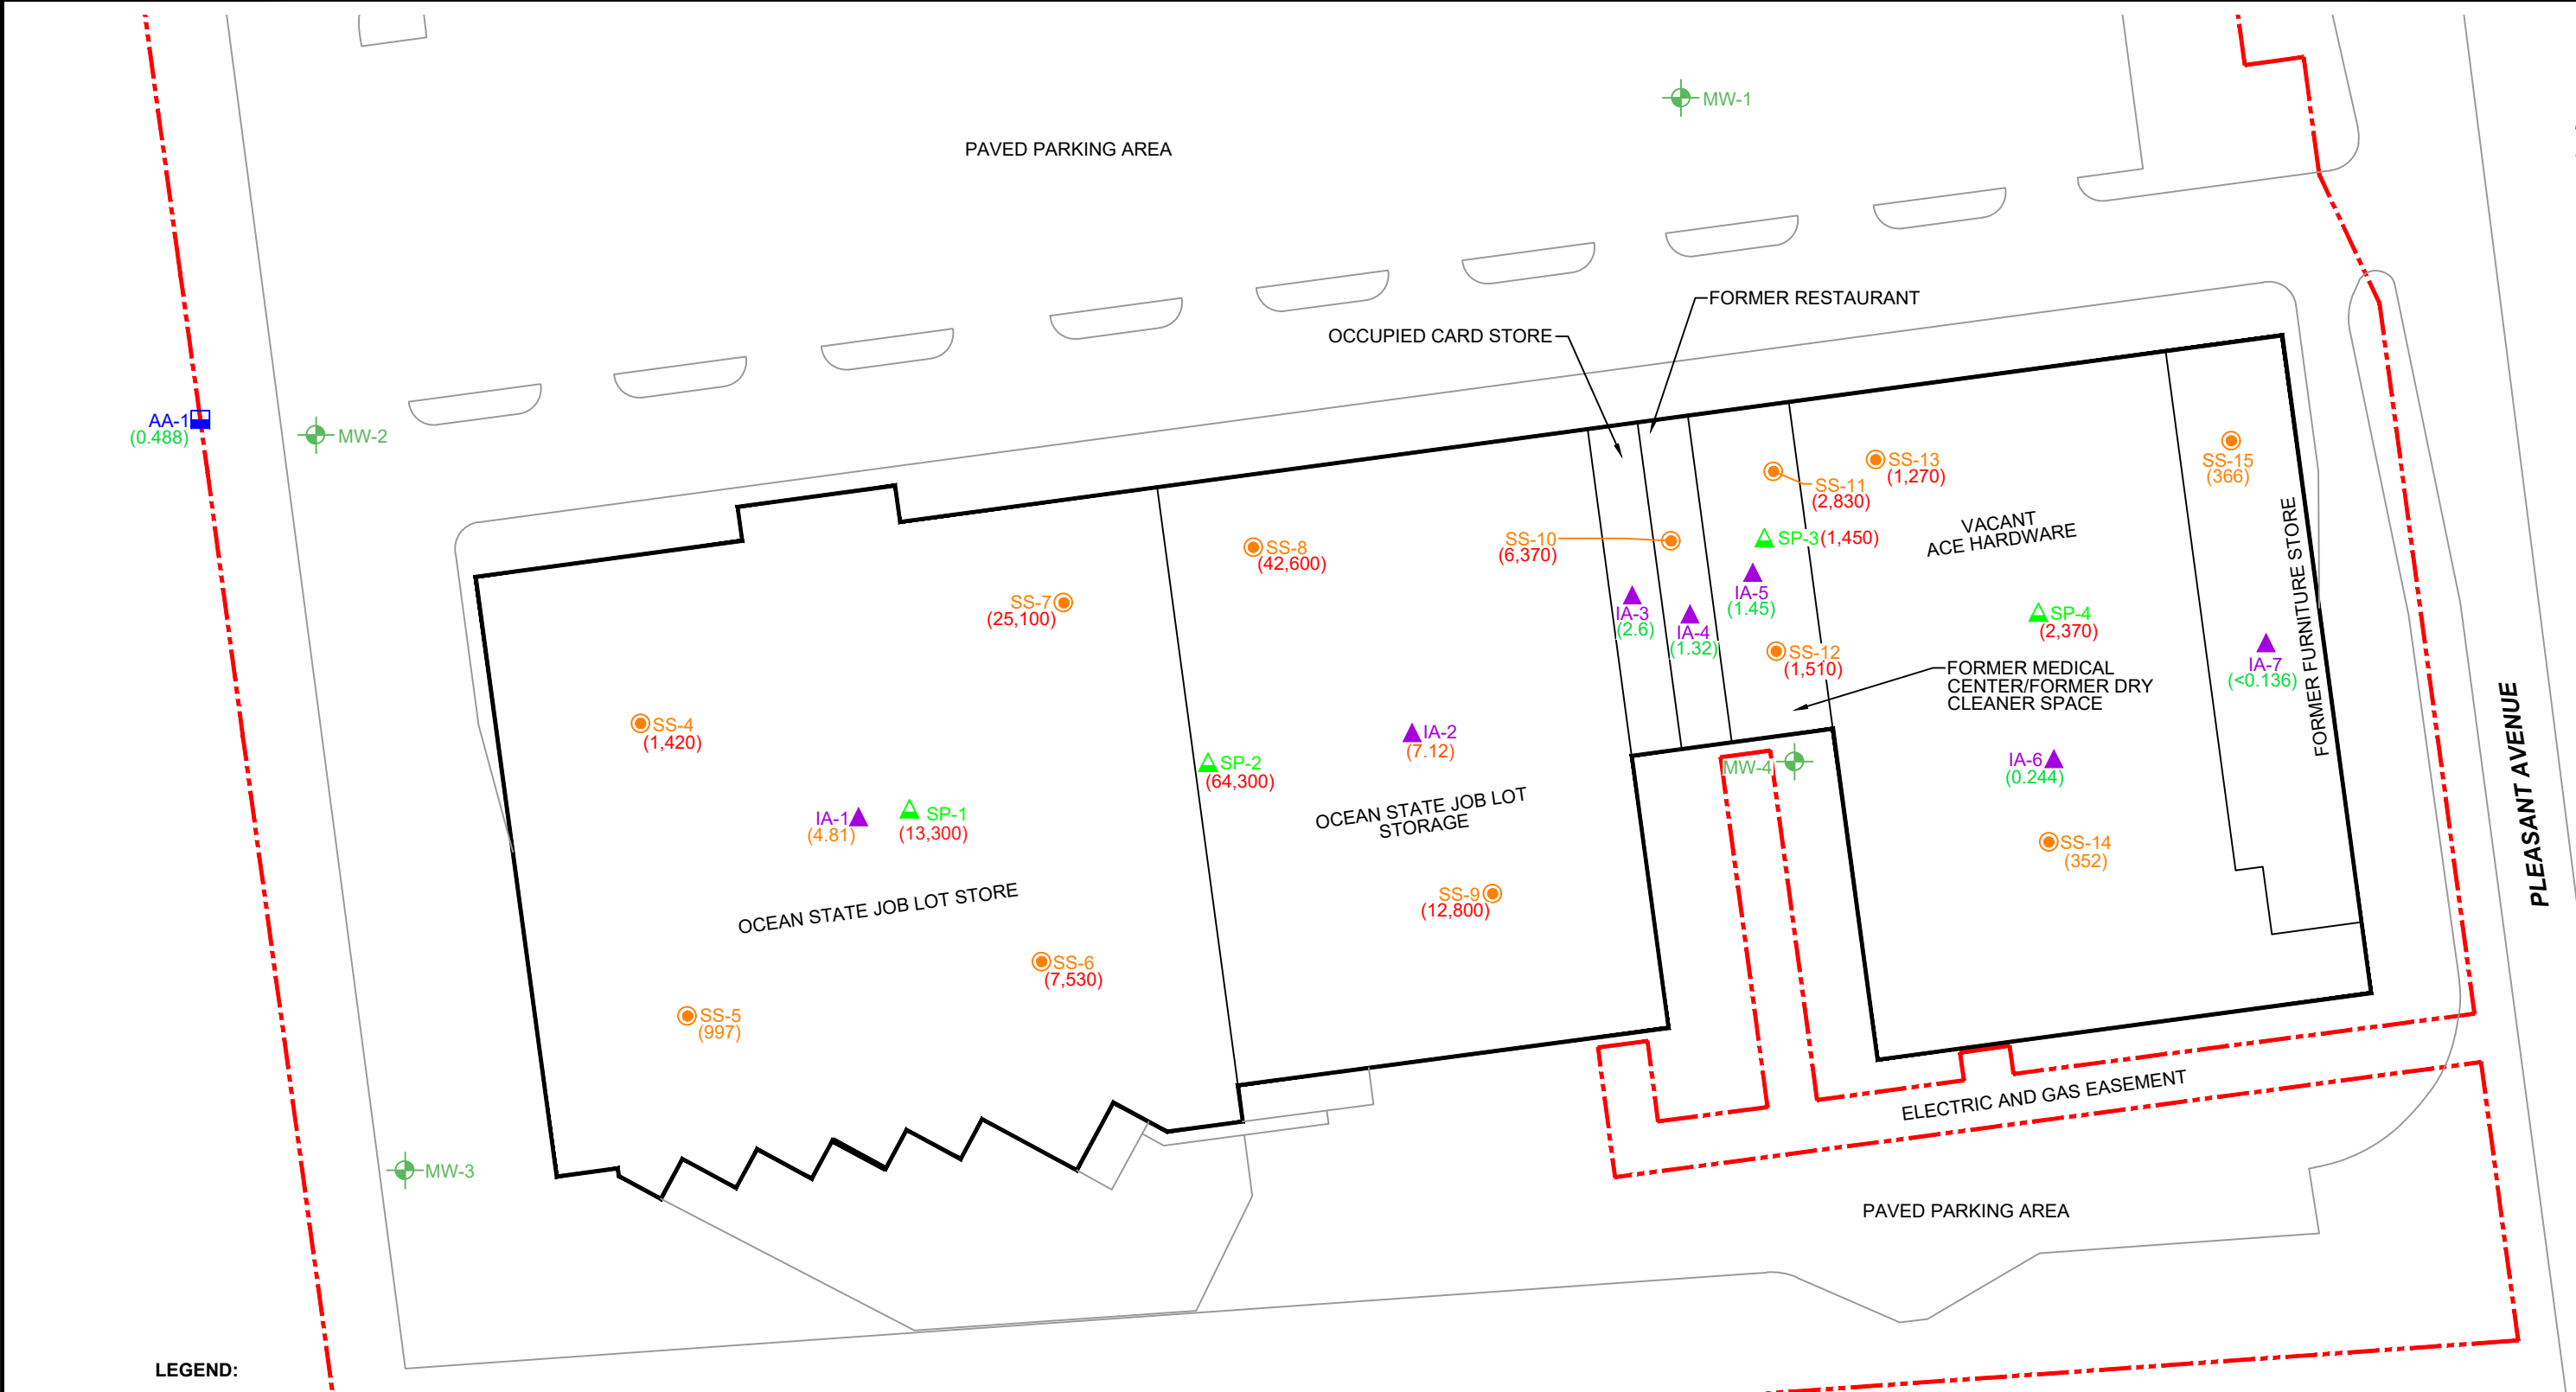 MW-1
PAVED PARKING AREA
FORMER RESTAURANT
OCCUPIED CARD STORE
AA-1
(0.488)
MW-2
SS-13
(1,270)
SS-15
(366)
SS-11
(2,830)
VACANT
ACE HARDWARE
SS-8
(42,600)
SS-10
(6,370)
SP-3(1,450)
SS-7
(25,100)
IA-3
(2.6)
IA-4
(1.32)
IA-5
(1.45)
SP-4
(2,370)
SS-12
(1,510)
IA-7
(<0.136)
FORMER FURNITURE STORE
FORMER MEDICAL
CENTER/FORMER DRY
CLEANER SPACE
SS-4
(1,420)
IA-2
(7.12)
SP-2
(64,300)
MW-4
IA-6
(0.244)
PLEASANT AVENUE
IA-1
(4.81)
SP-1
(13,300)
OCEAN STATE JOB LOT
STORAGE
SS-14
(352)
OCEAN STATE JOB LOT STORE
SS-9
(12,800)
SS-6
(7,530)
SS-5
(997)
ELECTRIC AND GAS EASEMENT
MW-3
PAVED PARKING AREA
LEGEND: